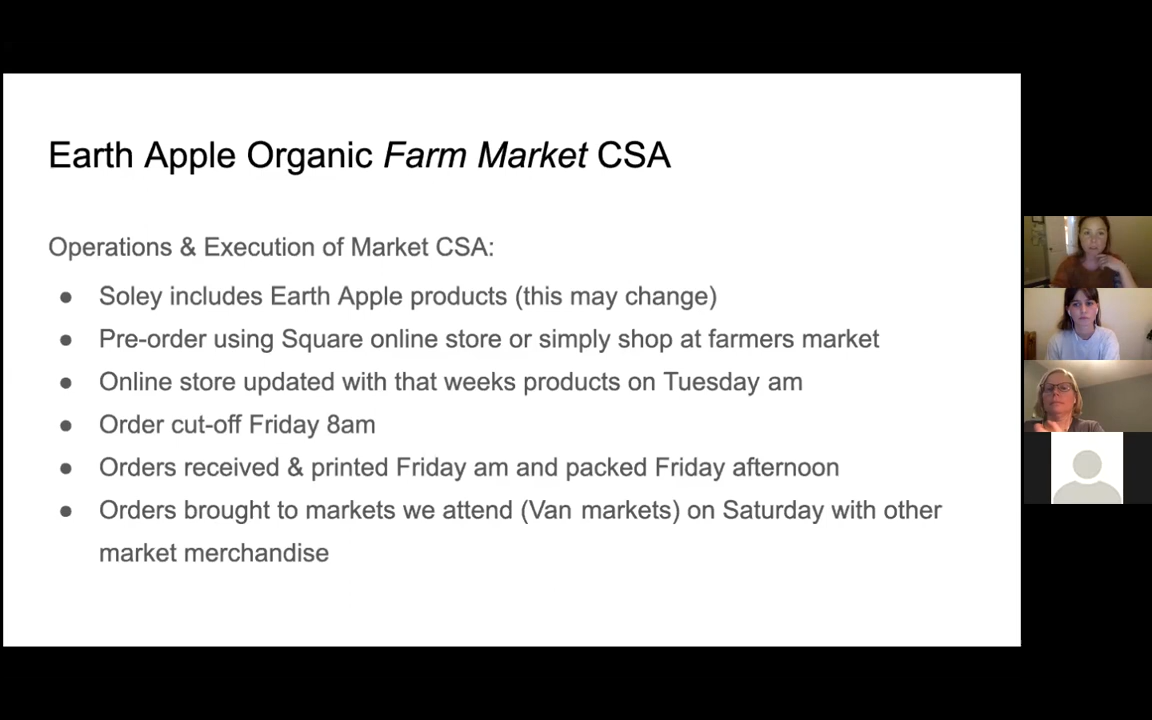 Earth Apple Organic Farm Market CSA
Operations & Execution of Market CSA:
● Soley includes Earth Apple products (this may change)
● Pre-order using Square online store or simply shop at farmers market
● Online store updated with that weeks products on Tuesday am
● Order cut-off Friday 8am
● Orders received & printed Friday am and packed Friday afternoon
● Orders brought to markets we attend (Van markets) on Saturday with other
market merchandise